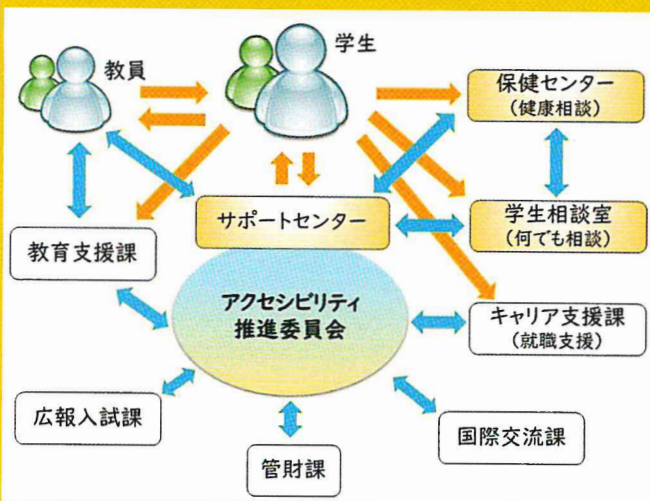 教員
学生
保健センター
(健康相談)
サポートセンター
学生相談室
(何でも相談)
教育支援課
アクセシビリティ
推進委員会
キャリア支援課
(就職支援)
広報入試課
管財課
国際交流課